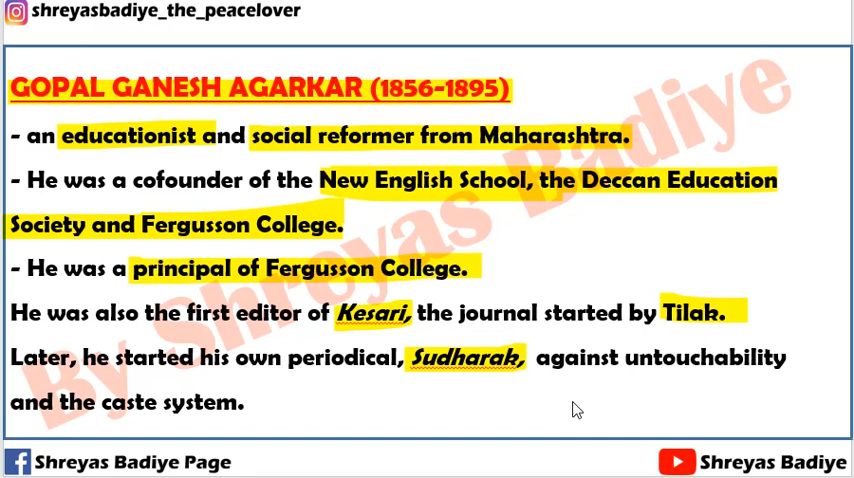 shreyasbadiye_the_peacelover
GOPAL GANESH AGARKAR (1856-1895)
- an educationist and social reformer from Maharashtra.
- He was a cofounder of the New English School, the Deccan Education
Society and Fergusson College.
- He was a principal of Fergusson College.
He was also the first editor of Kesari, the journal started by Tilak.
Later, he started his own periodical, Sudharak, against untouchability
and the caste system.
By Shreyas Badiye
Shreyas Badiye Page
Shreyas Badiye